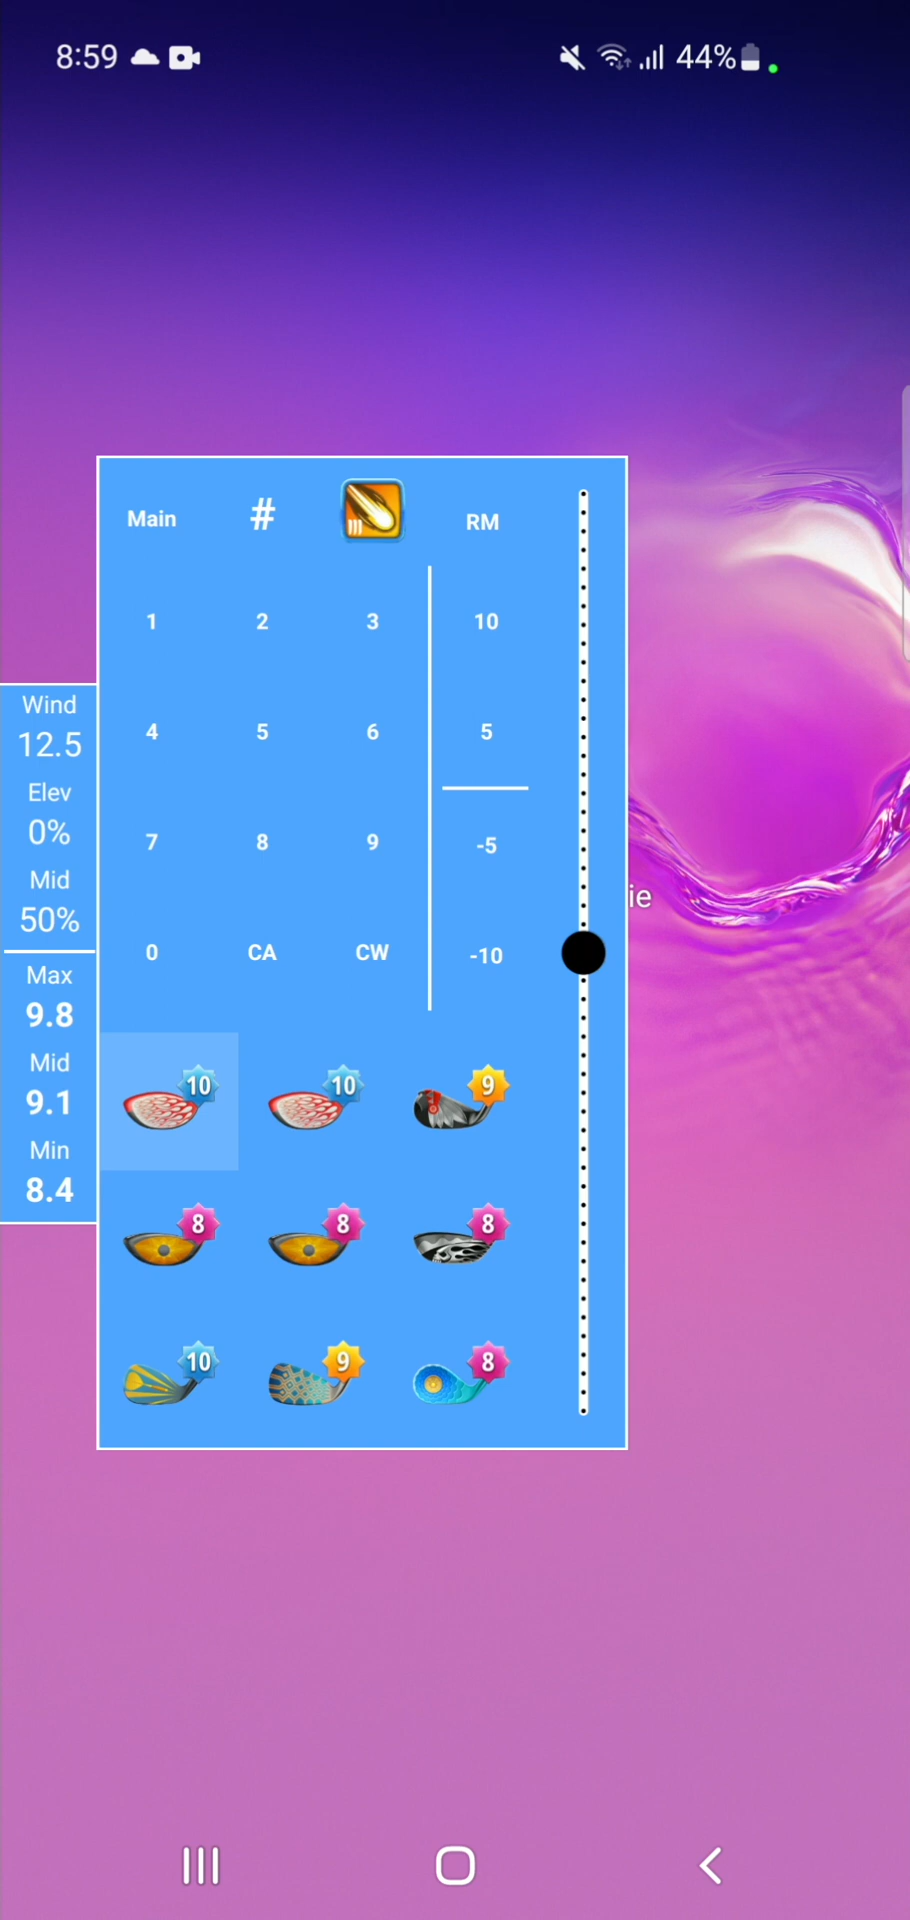 8:59 44%
Main # RM
1 2 3 10
4 5 6 5
7 8 9 -5
0 CA CW -10
Wind
12.5
Elev
0%
Mid
50%
Max
9.8
Mid
9.1
Min
8.4
ie
10 10 9
8 8 8
10 9 8